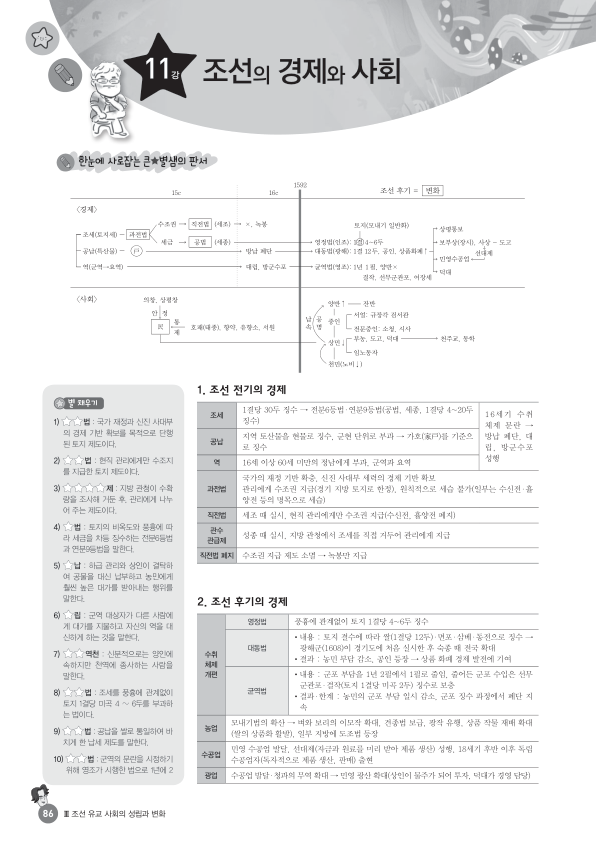 11강 조선의 경제와 사회
한눈에 사로잡는 큰★별쌤의 판서
1592
15c 16c 조선 후기 = 변화
〈경제〉
조세(토지세) - 과전법
수조권 → 직전법 (세조) → ×, 녹봉
세금 → 공법 (세종)
공납(특산물) - 戶
방납 폐단
역(군역→요역)
대립, 방군수포
토지(모내기 일반화)
영정법(인조): 1결 4~6두
대동법(광해): 1결 12두, 공인, 상품화폐↑
균역법(영조): 1년 1필, 양반×
결작, 선무군관포, 어장세
상평통보
보부상(장시), 사상 - 도고
선대제
민영수공업
덕대
〈사회〉
의창, 상평창
안정
民
통제
호패(태종), 향약, 유향소, 서원
납속
공명
양반↑ → 잔반
중인
서얼: 규장각 검서관
전문중인: 소청, 시사
상민↓
부농, 도고, 덕대 → 천주교, 동학
임노동자
천민(노비↓)
별 채우기
1) ☆☆법 : 국가 재정과 신진 사대부
의 경제 기반 확보를 목적으로 단행
된 토지 제도이다.
2) ☆☆법 : 현직 관리에게만 수조지
를 지급한 토지 제도이다.
3) ☆☆☆☆제 : 지방 관청이 수확
량을 조사해 거둔 후, 관리에게 나누
어 주는 제도이다.
4) ☆법 : 토지의 비옥도와 풍흉에 따
라 세금을 차등 징수하는 전분6등법
과 연분9등법을 말한다.
5) ☆납 : 하급 관리와 상인이 결탁하
여 공물을 대신 납부하고 농민에게
훨씬 높은 대가를 받아내는 행위를
말한다.
6) ☆립 : 군역 대상자가 다른 사람에
게 대가를 지불하고 자신의 역을 대
신하게 하는 것을 말한다.
7) ☆☆역천 : 신분적으로는 양인에
속하지만 천역에 종사하는 사람을
말한다.
8) ☆☆법 : 조세를 풍흉에 관계없이
토지 1결당 미곡 4 ~ 6두를 부과하
는 법이다.
9) ☆☆법 : 공납을 쌀로 통일하여 바
치게 한 납세 제도를 말한다.
10) ☆☆법 : 군역의 문란을 시정하기
위해 영조가 시행한 법으로 1년에 2
1. 조선 전기의 경제
조세 1결당 30두 징수 → 전분6등법·연분9등법(공법, 세종, 1결당 4~20두
징수)
공납 지역 토산물을 현물로 징수, 군현 단위로 부과 → 가호(家戶)를 기준으
로 징수
역 16세 이상 60세 미만의 정남에게 부과, 군역과 요역
16세기 수취
체제 문란 →
방납 폐단, 대
립, 방군수포
성행
과전법 국가의 재정 기반 확충, 신진 사대부 세력의 경제 기반 확보
관리에게 수조권 지급(경기 지방 토지로 한정), 원칙적으로 세습 불가(일부는 수신전·휼
양전 등의 명목으로 세습)
직전법 세조 때 실시, 현직 관리에게만 수조권 지급(수신전, 휼양전 폐지)
관수
관급제 성종 때 실시, 지방 관청에서 조세를 직접 거두어 관리에게 지급
직전법 폐지 수조권 지급 제도 소멸 → 녹봉만 지급
2. 조선 후기의 경제
수취
체제
개편
영정법 풍흉에 관계없이 토지 1결당 4~6두 징수
대동법 • 내용 : 토지 결수에 따라 쌀(1결당 12두)·면포·삼베·동전으로 징수 →
광해군(1608)이 경기도에 처음 실시한 후 숙종 때 전국 확대
• 결과 : 농민 부담 감소, 공인 등장 → 상품 화폐 경제 발전에 기여
균역법 • 내용 : 군포 부담을 1년 2필에서 1필로 줄임, 줄어든 군포 수입은 선무
군관포·결작(토지 1결당 미곡 2두) 징수로 보충
• 결과·한계 : 농민의 군포 부담 일시 감소, 군포 징수 과정에서 폐단 지
속
농업 모내기법의 확산 → 벼와 보리의 이모작 확대, 견종법 보급, 광작 유행, 상품 작물 재배 확대
(쌀의 상품화 활발), 일부 지방에 도조법 등장
수공업 민영 수공업 발달, 선대제(자금과 원료를 미리 받아 제품 생산) 성행, 18세기 후반 이후 독립
수공업자(독자적으로 제품 생산, 판매) 출현
광업 수공업 발달·청과의 무역 확대 → 민영 광산 확대(상인이 물주가 되어 투자, 덕대가 경영 담당)
86 Ⅲ 조선 유교 사회의 성립과 변화